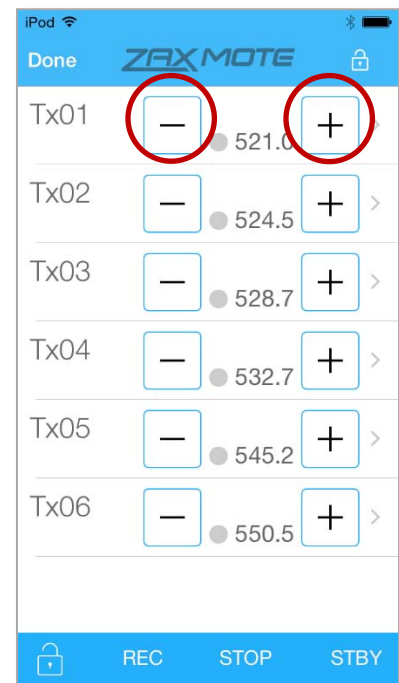 iPod
Done ZAXMOTE
Tx01 − 521.0 +
Tx02 − 524.5 +
Tx03 − 528.7 +
Tx04 − 532.7 +
Tx05 − 545.2 +
Tx06 − 550.5 +
REC STOP STBY